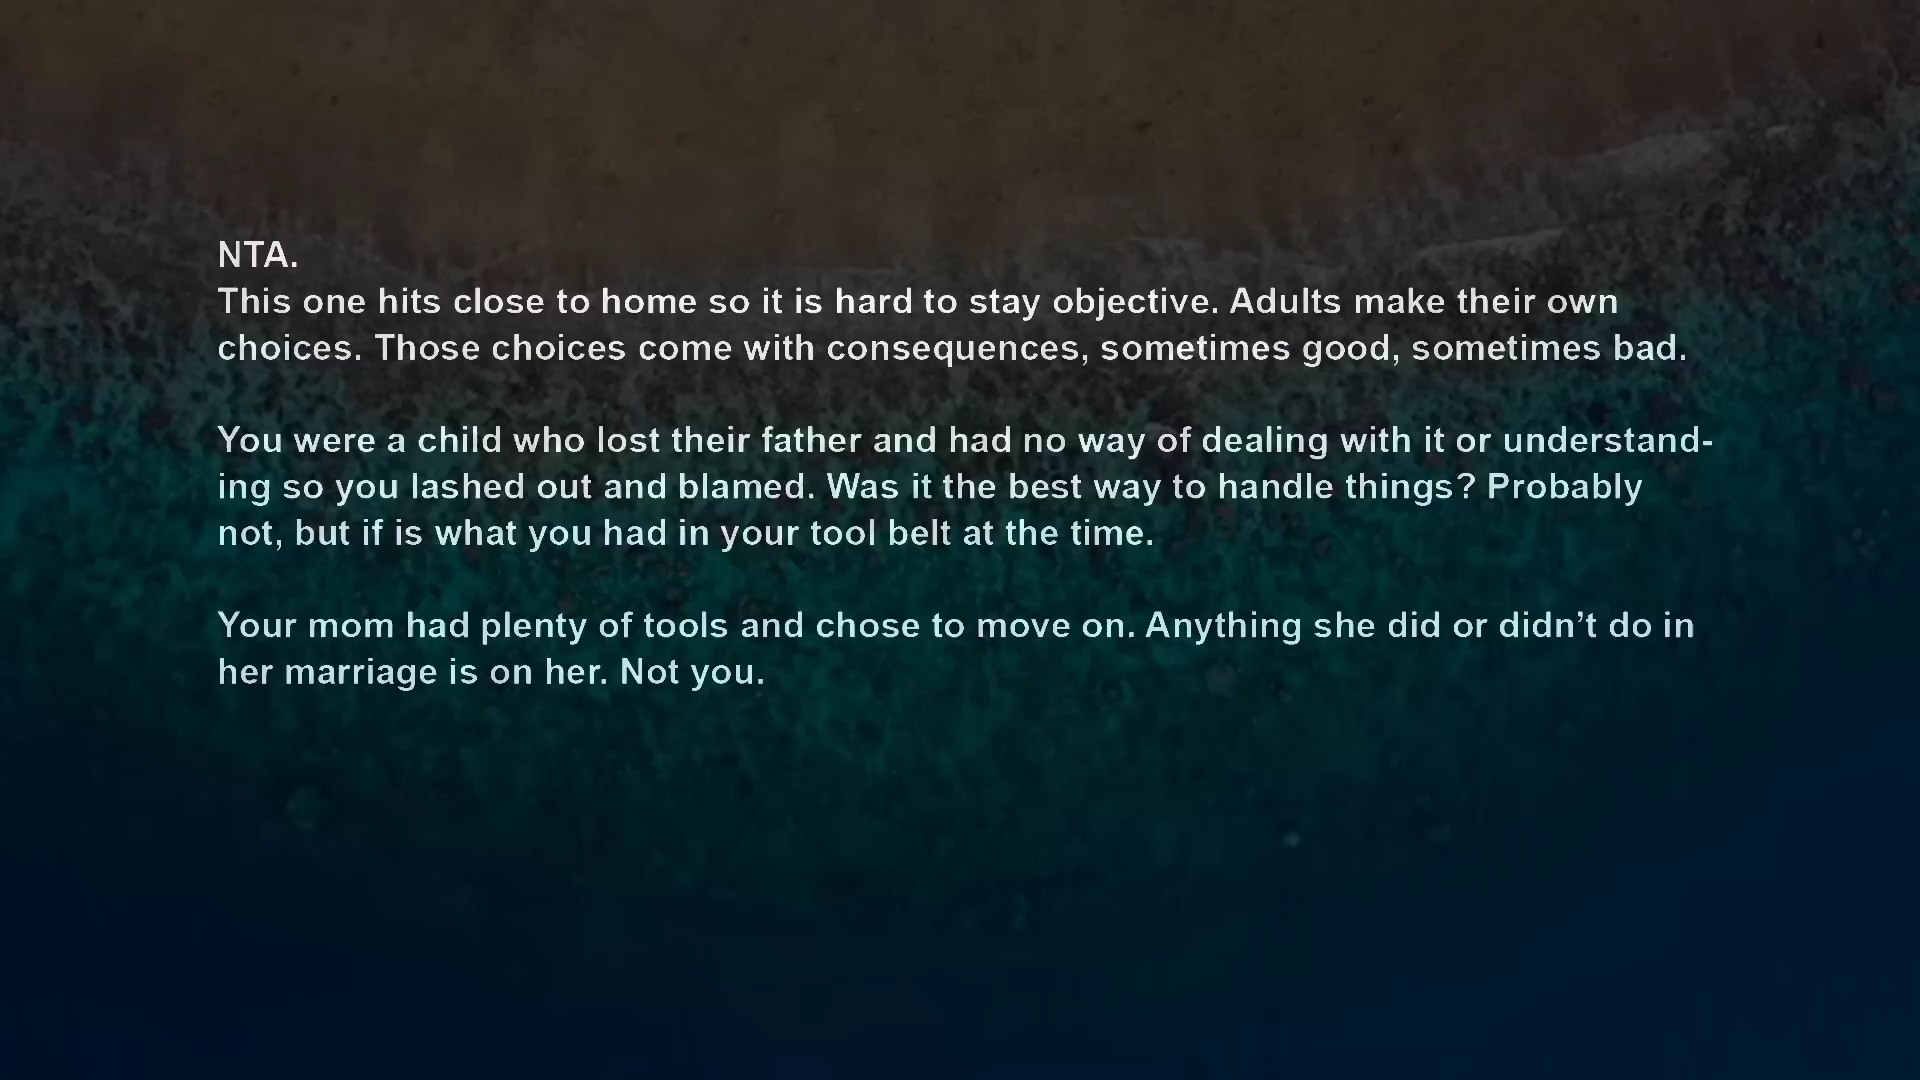 NTA.
This one hits close to home so it is hard to stay objective. Adults make their own
choices. Those choices come with consequences, sometimes good, sometimes bad.
You were a child who lost their father and had no way of dealing with it or understand-
ing so you lashed out and blamed. Was it the best way to handle things? Probably
not, but if is what you had in your tool belt at the time.
Your mom had plenty of tools and chose to move on. Anything she did or didn’t do in
her marriage is on her. Not you.